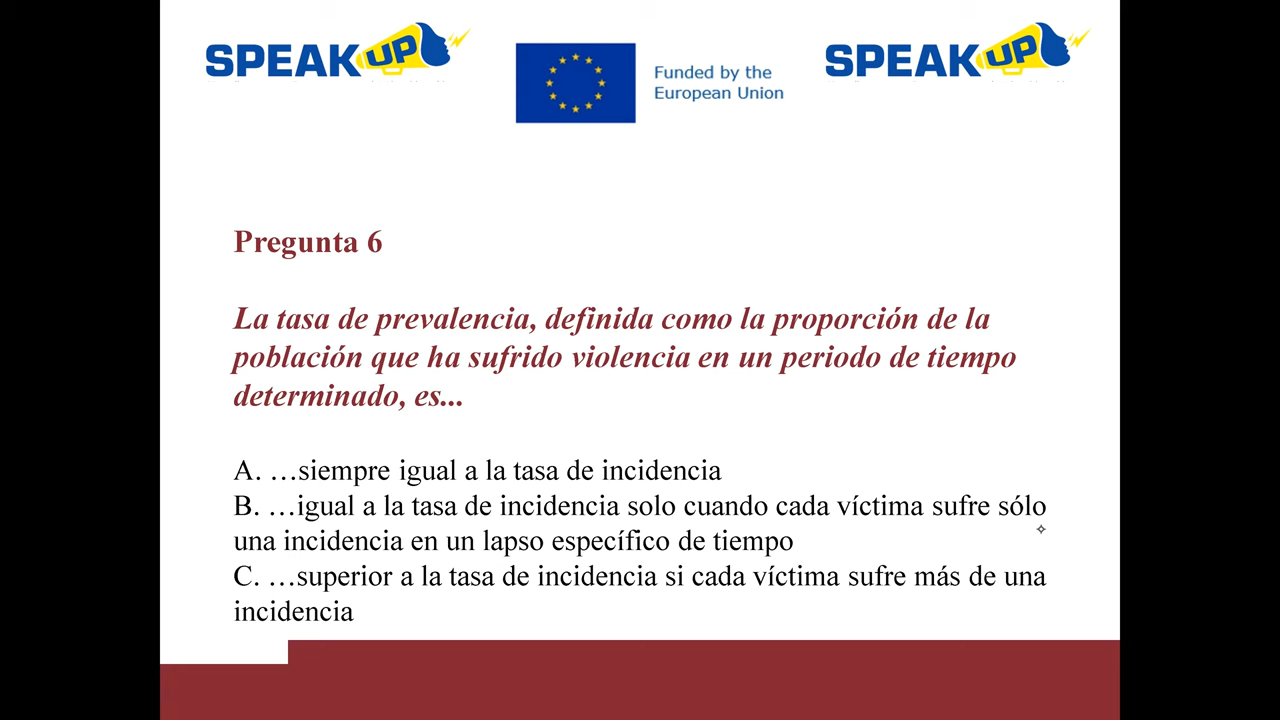 SPEAK UP
Funded by the
European Union
SPEAK UP
Pregunta 6
La tasa de prevalencia, definida como la proporción de la
población que ha sufrido violencia en un periodo de tiempo
determinado, es...
A. …siempre igual a la tasa de incidencia
B. …igual a la tasa de incidencia solo cuando cada víctima sufre sólo
una incidencia en un lapso específico de tiempo
C. …superior a la tasa de incidencia si cada víctima sufre más de una
incidencia